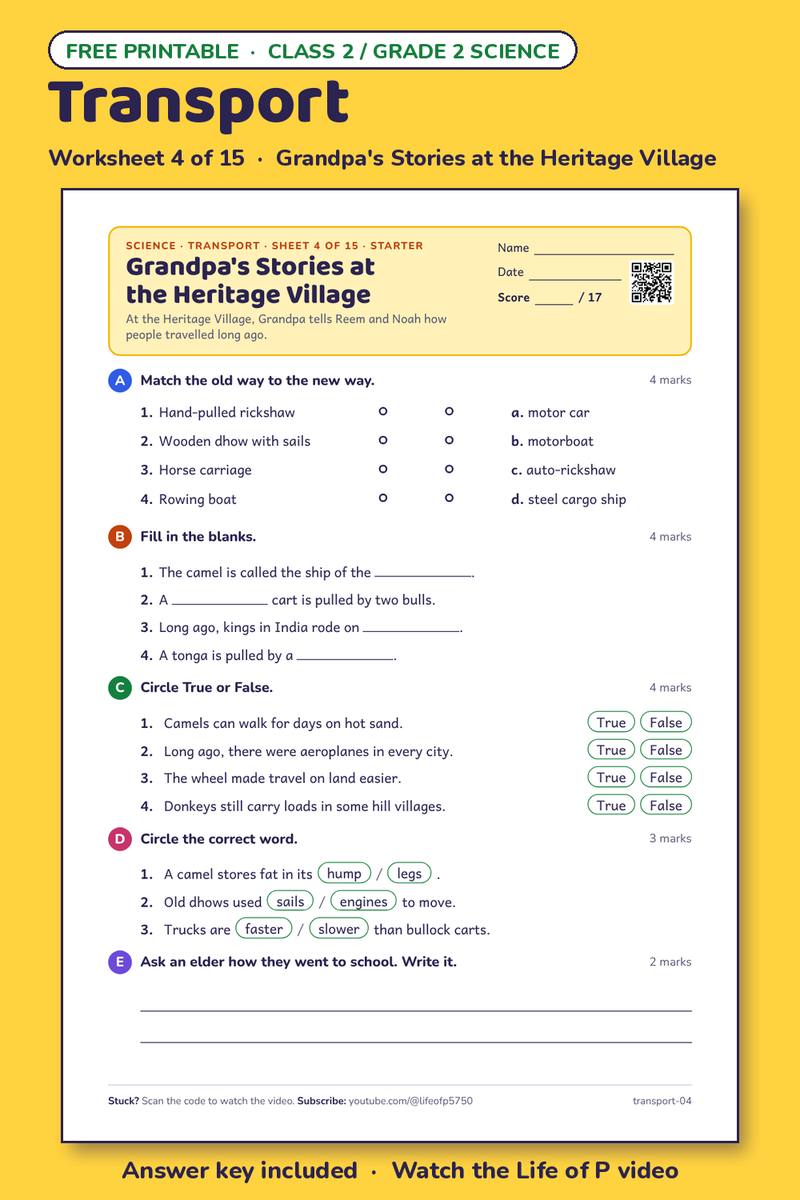 FREE PRINTABLE · CLASS 2 / GRADE 2 SCIENCE
Transport
Worksheet 4 of 15 · Grandpa's Stories at the Heritage Village
SCIENCE · TRANSPORT · SHEET 4 OF 15 · STARTER
Grandpa's Stories at
the Heritage Village
At the Heritage Village, Grandpa tells Reem and Noah how
people travelled long ago.
Name ____________________
Date ______________
Score _____ / 17
A Match the old way to the new way. 4 marks
1. Hand-pulled rickshaw a. motor car
2. Wooden dhow with sails b. motorboat
3. Horse carriage c. auto-rickshaw
4. Rowing boat d. steel cargo ship
B Fill in the blanks. 4 marks
1. The camel is called the ship of the ____________.
2. A ____________ cart is pulled by two bulls.
3. Long ago, kings in India rode on ____________.
4. A tonga is pulled by a ____________.
C Circle True or False. 4 marks
1. Camels can walk for days on hot sand. True False
2. Long ago, there were aeroplanes in every city. True False
3. The wheel made travel on land easier. True False
4. Donkeys still carry loads in some hill villages. True False
D Circle the correct word. 3 marks
1. A camel stores fat in its hump / legs .
2. Old dhows used sails / engines to move.
3. Trucks are faster / slower than bullock carts.
E Ask an elder how they went to school. Write it. 2 marks
Stuck? Scan the code to watch the video. Subscribe: youtube.com/@lifeofp5750 transport-04
Answer key included · Watch the Life of P video